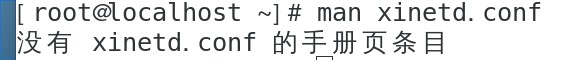 [root@localhost ~]# man xinetd.conf
没有 xinetd.conf 的手册页条目